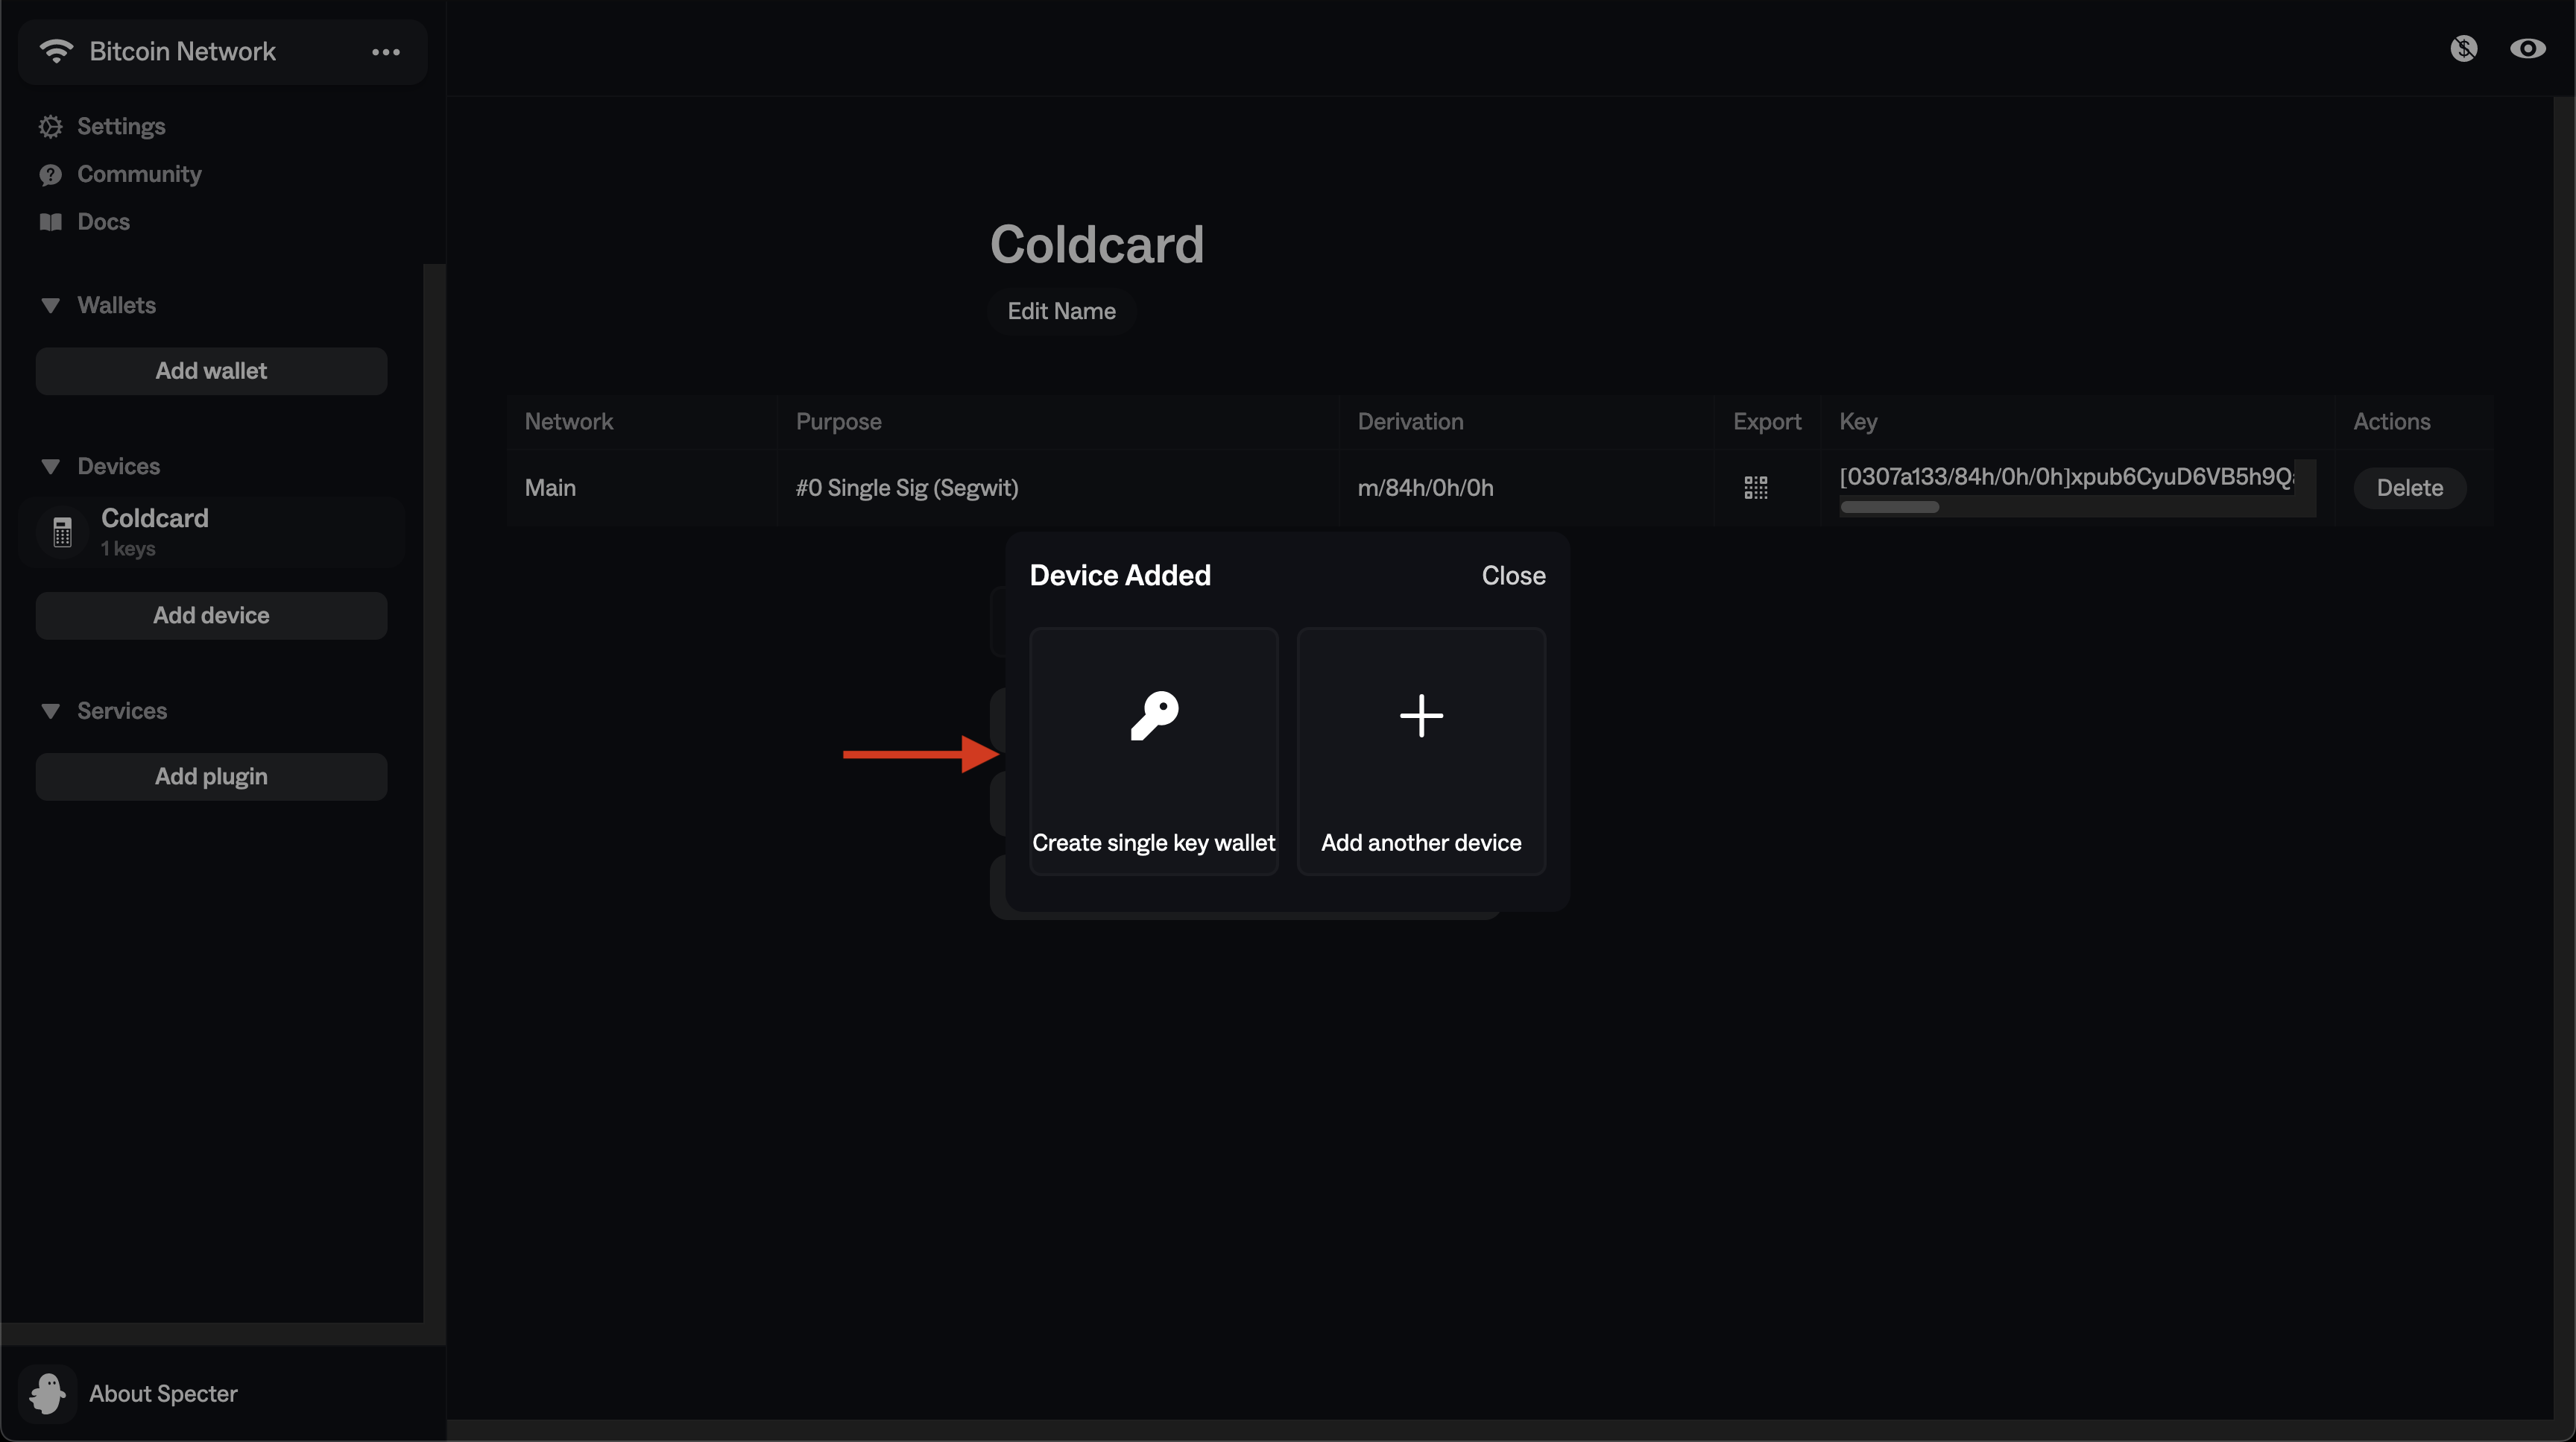 Bitcoin Network
Settings
Community
Docs
Wallets
Add wallet
Devices
Coldcard
1 keys
Add device
Services
Add plugin
About Specter
Coldcard
Edit Name
Network Purpose Derivation Export Key Actions
Main #0 Single Sig (Segwit) m/84h/0h/0h [0307a133/84h/0h/0h]xpub6CyuD6VB5h9Q Delete
Device Added Close
Create single key wallet Add another device